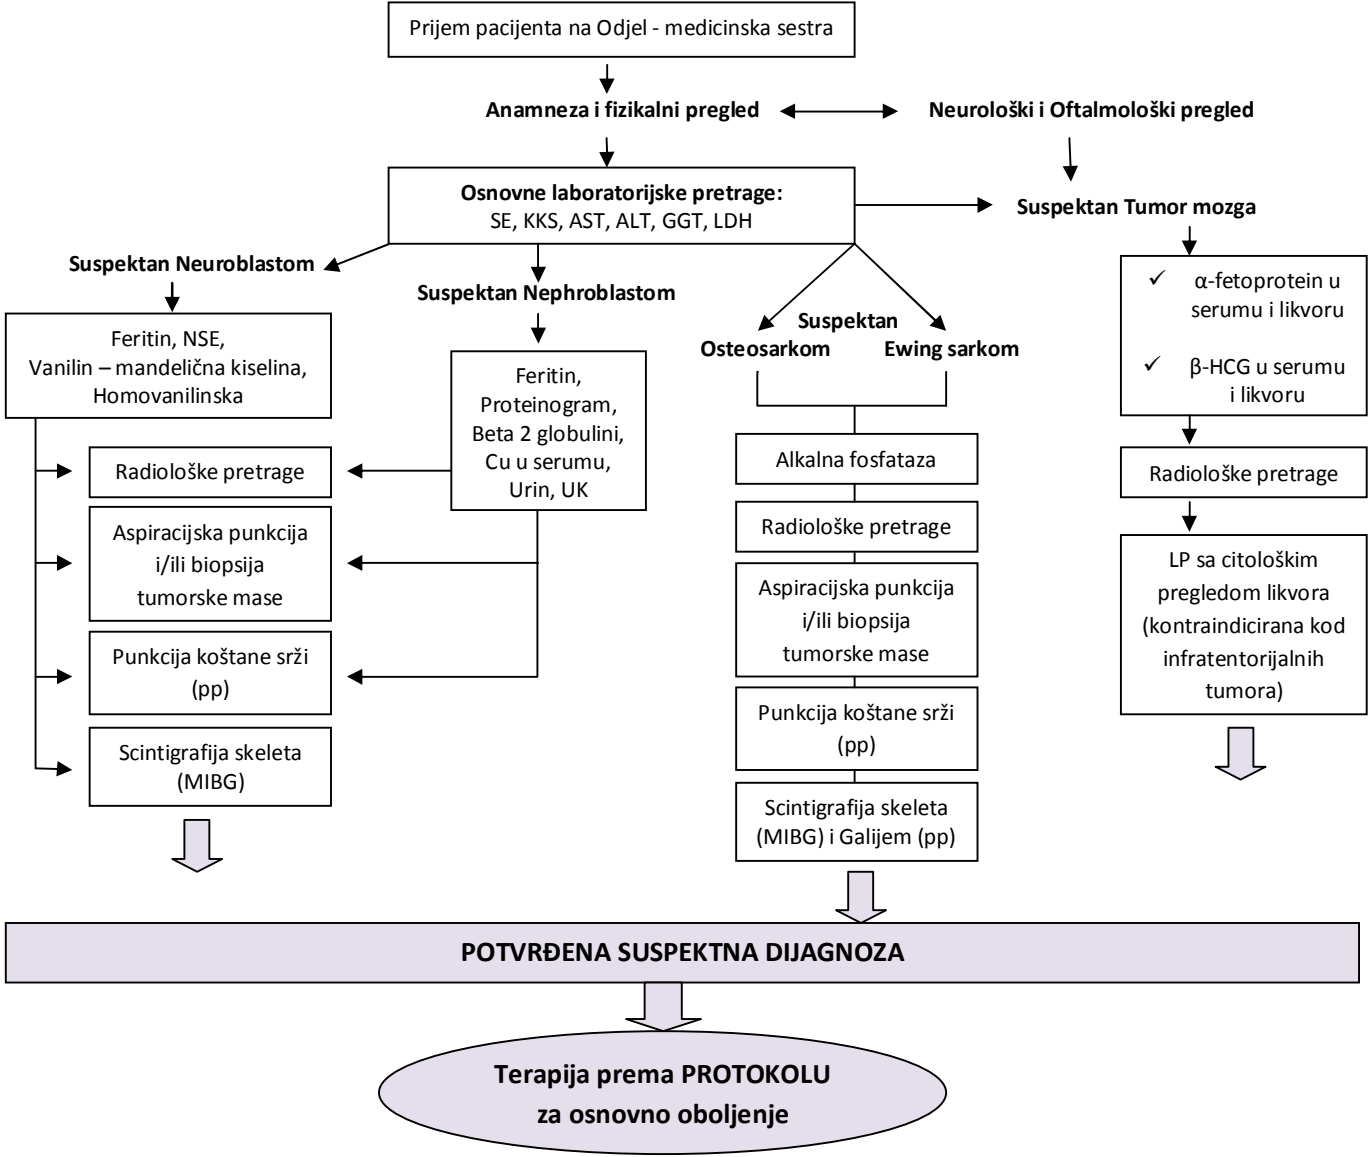 Prijem pacijenta na Odjel - medicinska sestra
Anamneza i fizikalni pregled
Neurološki i Oftalmološki pregled
Osnovne laboratorijske pretrage:
SE, KKS, AST, ALT, GGT, LDH
Suspektan Tumor mozga
Suspektan Neuroblastom
Feritin, NSE,
Vanilin – mandelična kiselina,
Homovanilinska
Radiološke pretrage
Aspiracijska punkcija
i/ili biopsija
tumorske mase
Punkcija koštane srži
(pp)
Scintigrafija skeleta
(MIBG)
Suspektan Nephroblastom
Feritin,
Proteinogram,
Beta 2 globulini,
Cu u serumu,
Urin, UK
Suspektan
Osteosarkom
Ewing sarkom
Alkalna fosfataza
Radiološke pretrage
Aspiracijska punkcija
i/ili biopsija
tumorske mase
Punkcija koštane srži
(pp)
Scintigrafija skeleta
(MIBG) i Galijem (pp)
✓ α-fetoprotein u
serumu i likvoru
✓ β-HCG u serumu
i likvoru
Radiološke pretrage
LP sa citološkim
pregledom likvora
(kontraindicirana kod
infratentorijalnih
tumora)
POTVRĐENA SUSPEKTNA DIJAGNOZA
Terapija prema PROTOKOLU
za osnovno oboljenje